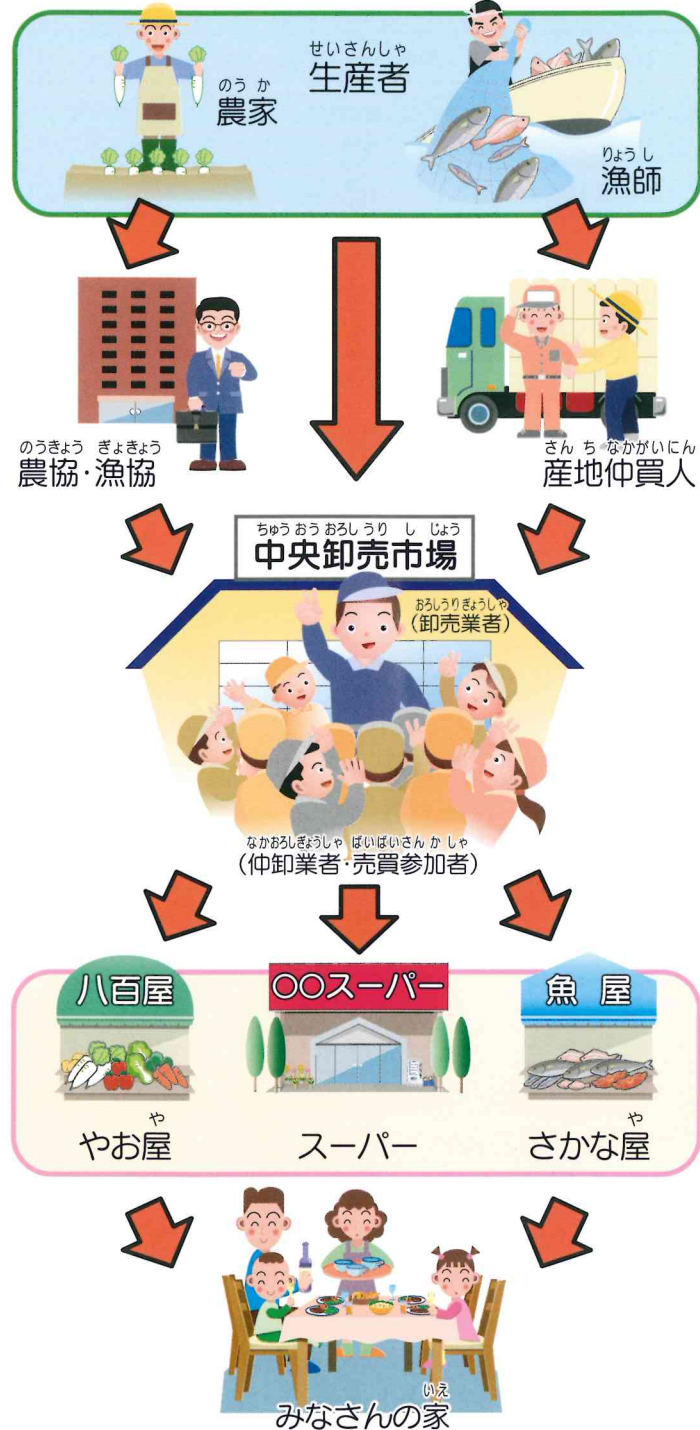 せいさんしゃ
生産者
のうか
農家
りょうし
漁師
のうきょう ぎょきょう
農協・漁協
さんちなかがいにん
産地仲買人
ちゅうおうおろしうりしじょう
中央卸売市場
おろしうりぎょうしゃ
(卸売業者)
なかおろしぎょうしゃ ばいばいさんかしゃ
(仲卸業者・売買参加者)
八百屋
〇〇スーパー
魚屋
や
やお屋
スーパー
や
さかな屋
いえ
みなさんの家